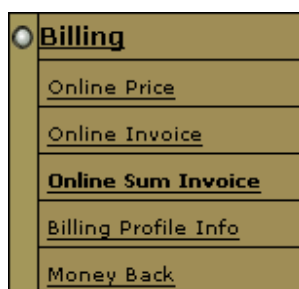 Billing
Online Price
Online Invoice
Online Sum Invoice
Billing Profile Info
Money Back